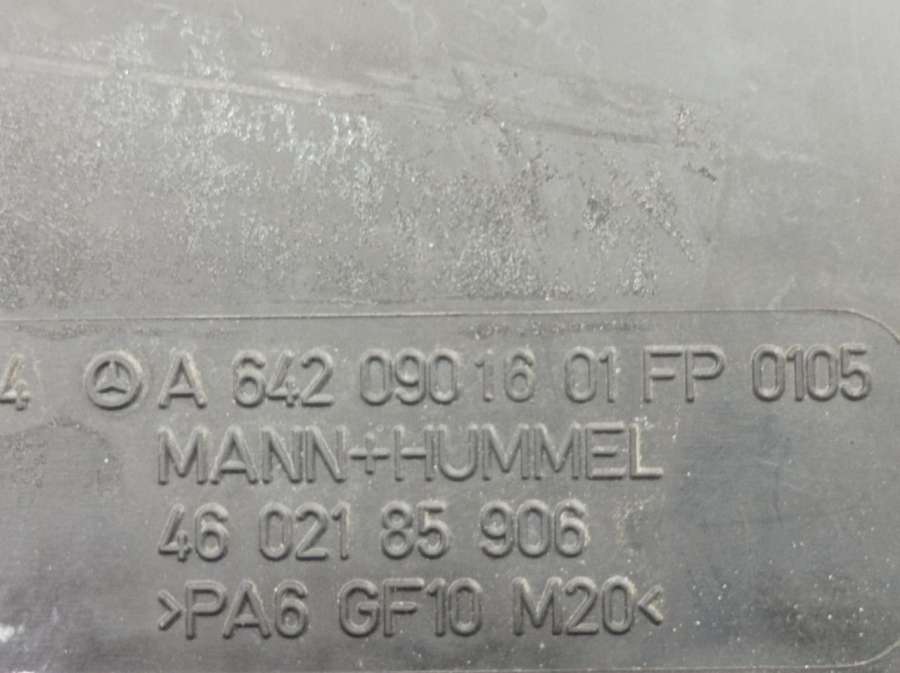 4 A 642 090 16 01 FP 0105
MANN+HUMMEL
46 021 85 906
>PA6 GF10 M20<